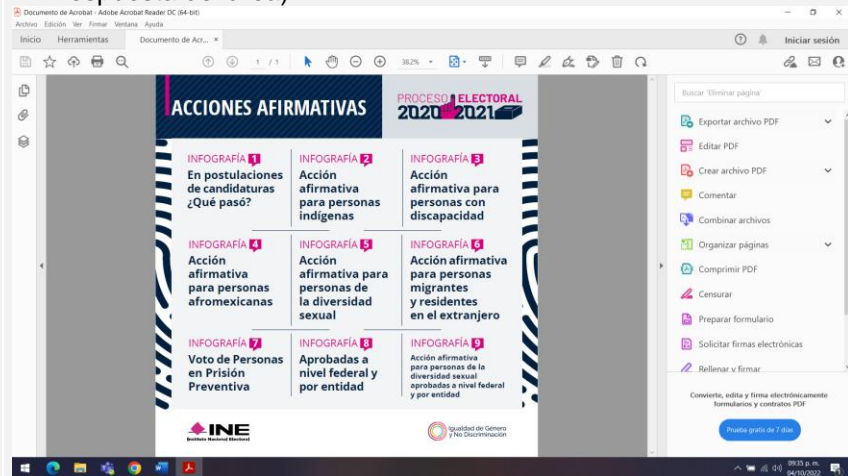 Documento de Acrobat - Adobe Acrobat Reader DC (64-bit)
Archivo Edición Ver Firmar Ventana Ayuda
Inicio Herramientas Documento de Acr... × Iniciar sesión
1 / 1 38.2%
ACCIONES AFIRMATIVAS
PROCESO ELECTORAL
2020 2021
INFOGRAFÍA 1
En postulaciones
de candidaturas
¿Qué pasó?
INFOGRAFÍA 2
Acción
afirmativa
para personas
indígenas
INFOGRAFÍA 3
Acción
afirmativa para
personas con
discapacidad
INFOGRAFÍA 4
Acción
afirmativa
para personas
afromexicanas
INFOGRAFÍA 5
Acción
afirmativa para
personas de
la diversidad
sexual
INFOGRAFÍA 6
Acción afirmativa
para personas
migrantes
y residentes
en el extranjero
INFOGRAFÍA 7
Voto de Personas
en Prisión
Preventiva
INFOGRAFÍA 8
Aprobadas a
nivel federal y
por entidad
INFOGRAFÍA 9
Acción afirmativa
para personas de la
diversidad sexual
aprobadas a nivel federal
y por entidad
INE
Instituto Nacional Electoral
Igualdad de Género
y No Discriminación
Buscar 'Eliminar página'
Exportar archivo PDF
Editar PDF
Crear archivo PDF
Comentar
Combinar archivos
Organizar páginas
Comprimir PDF
Censurar
Preparar formulario
Solicitar firmas electrónicas
Rellenar y firmar
Convierte, edita y firma electrónicamente
formularios y contratos PDF
Prueba gratis de 7 días
09:35 p. m.
04/10/2022